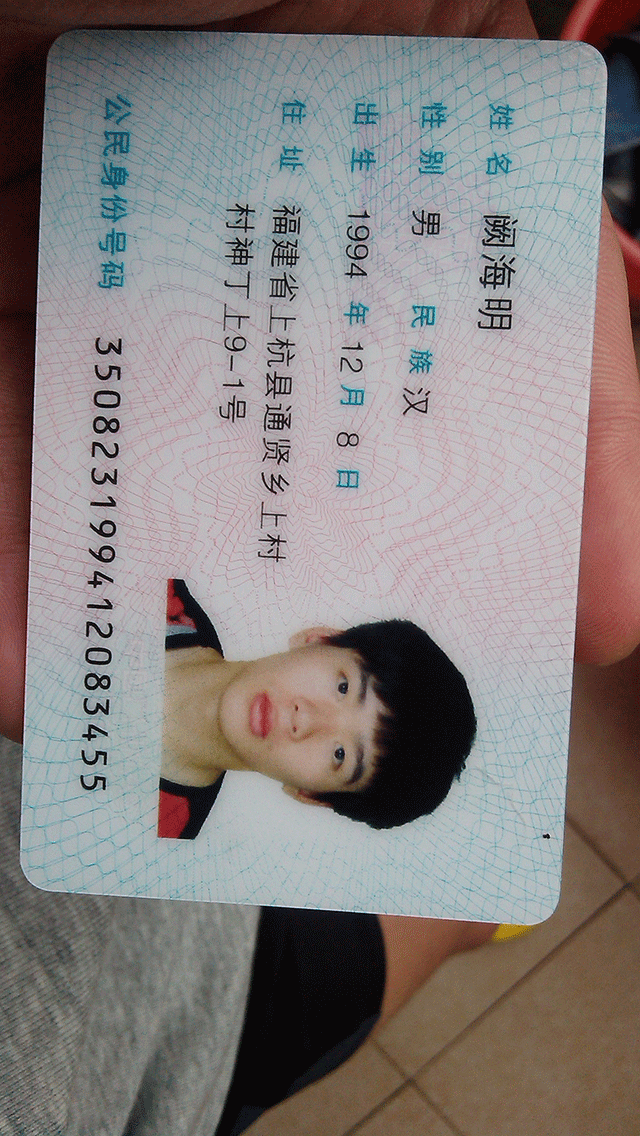 姓名 阙海明
性别 男 民族 汉
出生 1994 年 12 月 8 日
住址 福建省上杭县通贤乡上村
村神丁上9-1号
公民身份号码 350823199412083455